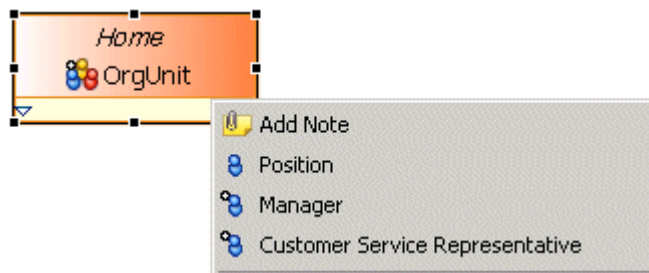 Home
OrgUnit
Add Note
Position
Manager
Customer Service Representative